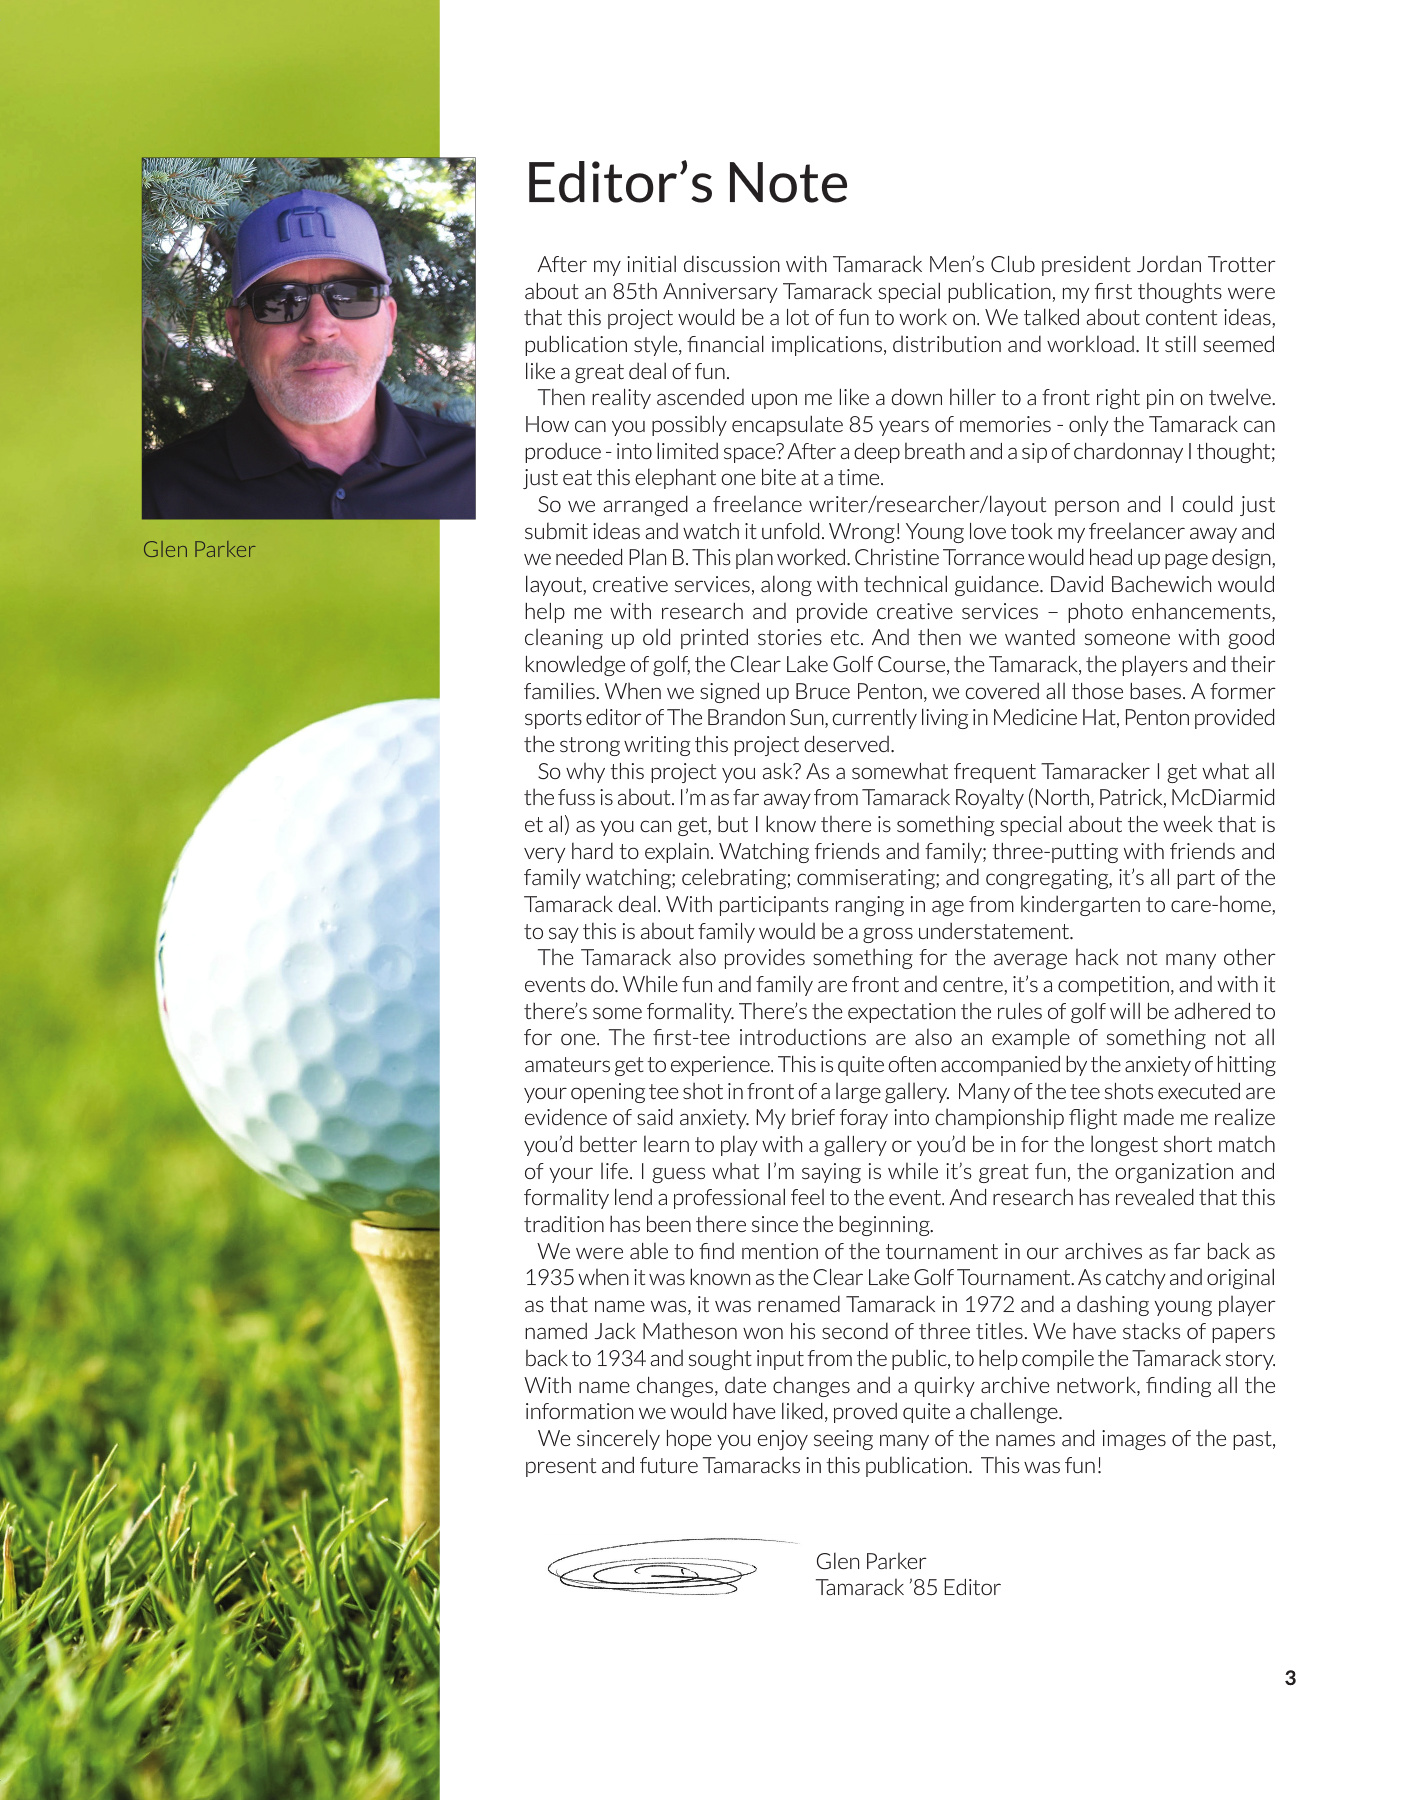 Editor’s Note
After my initial discussion with Tamarack Men’s Club president Jordan Trotter
about an 85th Anniversary Tamarack special publication, my first thoughts were
that this project would be a lot of fun to work on. We talked about content ideas,
publication style, financial implications, distribution and workload. It still seemed
like a great deal of fun.
Then reality ascended upon me like a down hiller to a front right pin on twelve.
How can you possibly encapsulate 85 years of memories - only the Tamarack can
produce - into limited space? After a deep breath and a sip of chardonnay I thought;
just eat this elephant one bite at a time.
So we arranged a freelance writer/researcher/layout person and I could just
submit ideas and watch it unfold. Wrong! Young love took my freelancer away and
we needed Plan B. This plan worked. Christine Torrance would head up page design,
layout, creative services, along with technical guidance. David Bachewich would
help me with research and provide creative services – photo enhancements,
cleaning up old printed stories etc. And then we wanted someone with good
knowledge of golf, the Clear Lake Golf Course, the Tamarack, the players and their
families. When we signed up Bruce Penton, we covered all those bases. A former
sports editor of The Brandon Sun, currently living in Medicine Hat, Penton provided
the strong writing this project deserved.
So why this project you ask? As a somewhat frequent Tamaracker I get what all
the fuss is about. I’m as far away from Tamarack Royalty (North, Patrick, McDiarmid
et al) as you can get, but I know there is something special about the week that is
very hard to explain. Watching friends and family; three-putting with friends and
family watching; celebrating; commiserating; and congregating, it’s all part of the
Tamarack deal. With participants ranging in age from kindergarten to care-home,
to say this is about family would be a gross understatement.
The Tamarack also provides something for the average hack not many other
events do. While fun and family are front and centre, it’s a competition, and with it
there’s some formality. There’s the expectation the rules of golf will be adhered to
for one. The first-tee introductions are also an example of something not all
amateurs get to experience. This is quite often accompanied by the anxiety of hitting
your opening tee shot in front of a large gallery. Many of the tee shots executed are
evidence of said anxiety. My brief foray into championship flight made me realize
you’d better learn to play with a gallery or you’d be in for the longest short match
of your life. I guess what I’m saying is while it’s great fun, the organization and
formality lend a professional feel to the event. And research has revealed that this
tradition has been there since the beginning.
We were able to find mention of the tournament in our archives as far back as
1935 when it was known as the Clear Lake Golf Tournament. As catchy and original
as that name was, it was renamed Tamarack in 1972 and a dashing young player
named Jack Matheson won his second of three titles. We have stacks of papers
back to 1934 and sought input from the public, to help compile the Tamarack story.
With name changes, date changes and a quirky archive network, finding all the
information we would have liked, proved quite a challenge.
We sincerely hope you enjoy seeing many of the names and images of the past,
present and future Tamaracks in this publication. This was fun!
Glen Parker
Glen Parker
Tamarack ’85 Editor
3